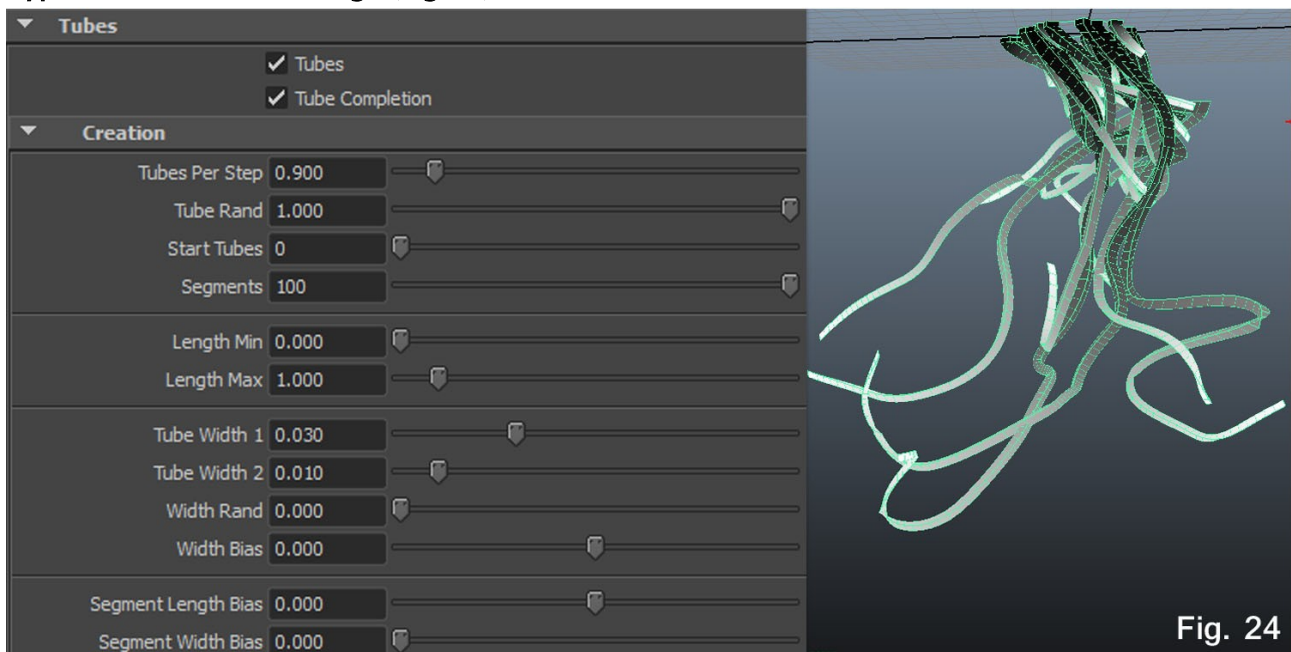 Tubes
Tubes
Tube Completion
Creation
Tubes Per Step 0.900
Tube Rand 1.000
Start Tubes 0
Segments 100
Length Min 0.000
Length Max 1.000
Tube Width 1 0.030
Tube Width 2 0.010
Width Rand 0.000
Width Bias 0.000
Segment Length Bias 0.000
Segment Width Bias 0.000
Fig. 24